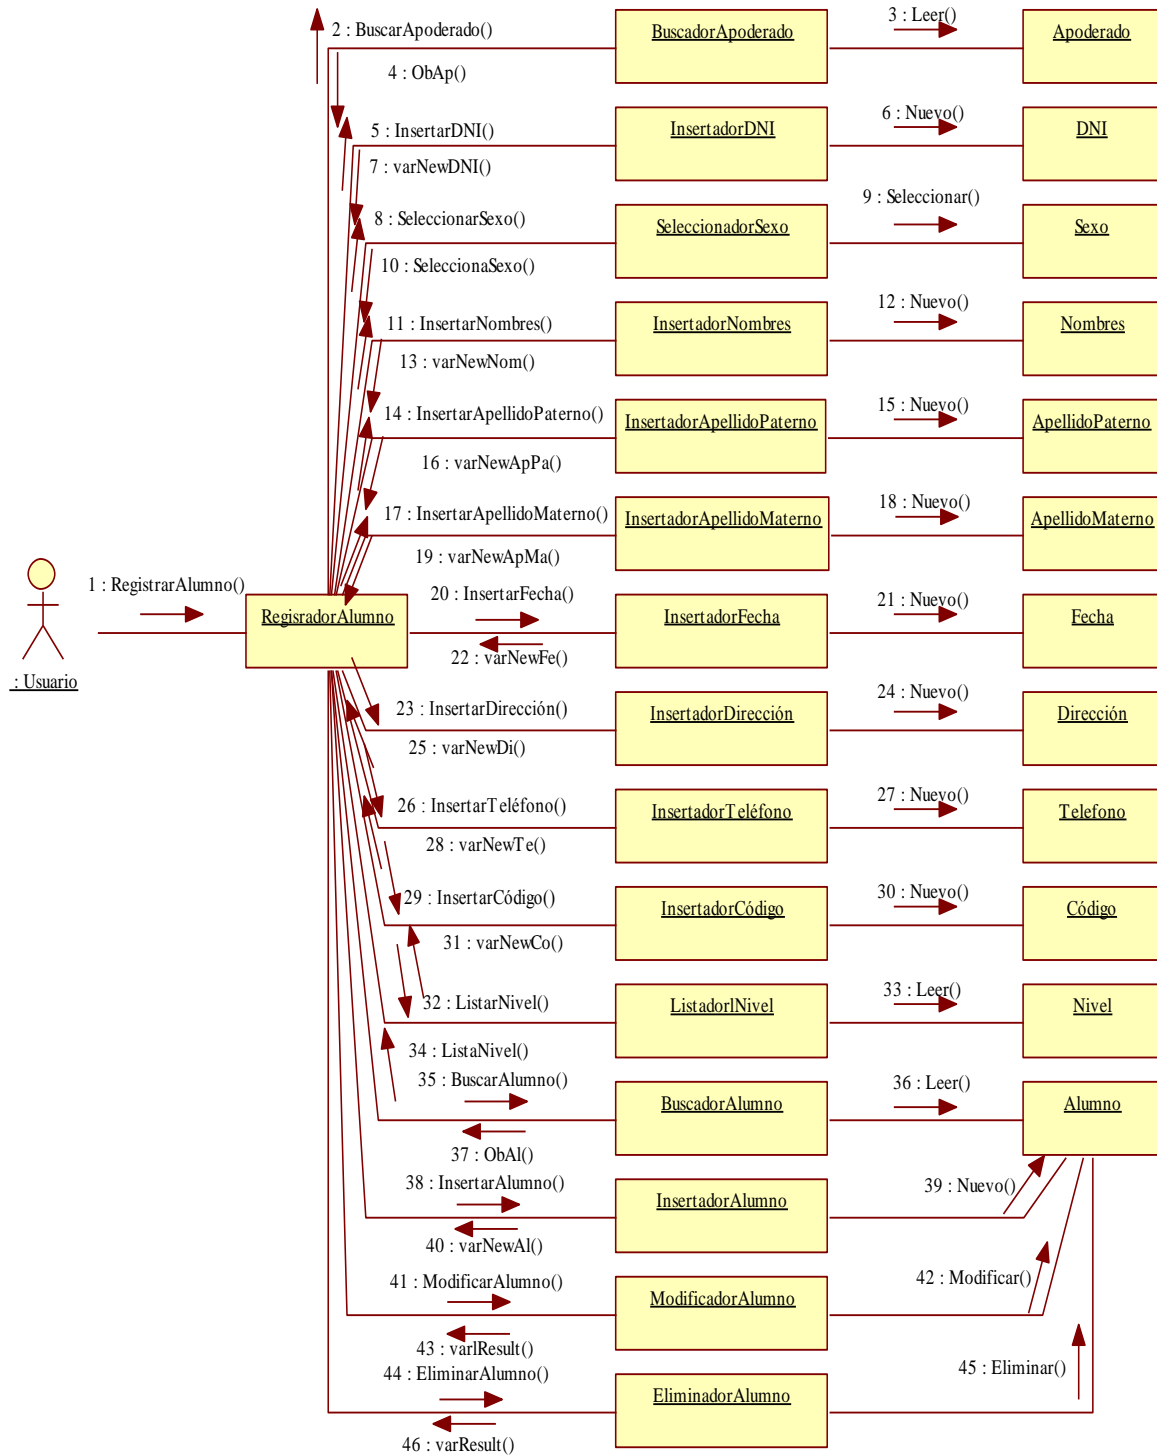 2 : BuscarApoderado()
BuscadorApoderado
3 : Leer()
Apoderado
4 : ObAp()
5 : InsertarDNI()
InsertadorDNI
6 : Nuevo()
DNI
7 : varNewDNI()
8 : SeleccionarSexo()
SeleccionadorSexo
9 : Seleccionar()
Sexo
10 : SeleccionaSexo()
11 : InsertarNombres()
InsertadorNombres
12 : Nuevo()
Nombres
13 : varNewNom()
14 : InsertarApellidoPaterno()
InsertadorApellidoPaterno
15 : Nuevo()
ApellidoPaterno
16 : varNewApPa()
17 : InsertarApellidoMaterno()
InsertadorApellidoMaterno
18 : Nuevo()
ApellidoMaterno
19 : varNewApMa()
1 : RegistrarAlumno()
: Usuario
RegisradorAlumno
20 : InsertarFecha()
InsertadorFecha
21 : Nuevo()
Fecha
22 : varNewFe()
23 : InsertarDirección()
InsertadorDirección
24 : Nuevo()
Dirección
25 : varNewDi()
26 : InsertarTeléfono()
InsertadorTeléfono
27 : Nuevo()
Telefono
28 : varNewTe()
29 : InsertarCódigo()
InsertadorCódigo
30 : Nuevo()
Código
31 : varNewCo()
32 : ListarNivel()
ListadorlNivel
33 : Leer()
Nivel
34 : ListaNivel()
35 : BuscarAlumno()
BuscadorAlumno
36 : Leer()
Alumno
37 : ObAl()
38 : InsertarAlumno()
InsertadorAlumno
39 : Nuevo()
40 : varNewAl()
41 : ModificarAlumno()
ModificadorAlumno
42 : Modificar()
43 : varlResult()
44 : EliminarAlumno()
EliminadorAlumno
45 : Eliminar()
46 : varResult()